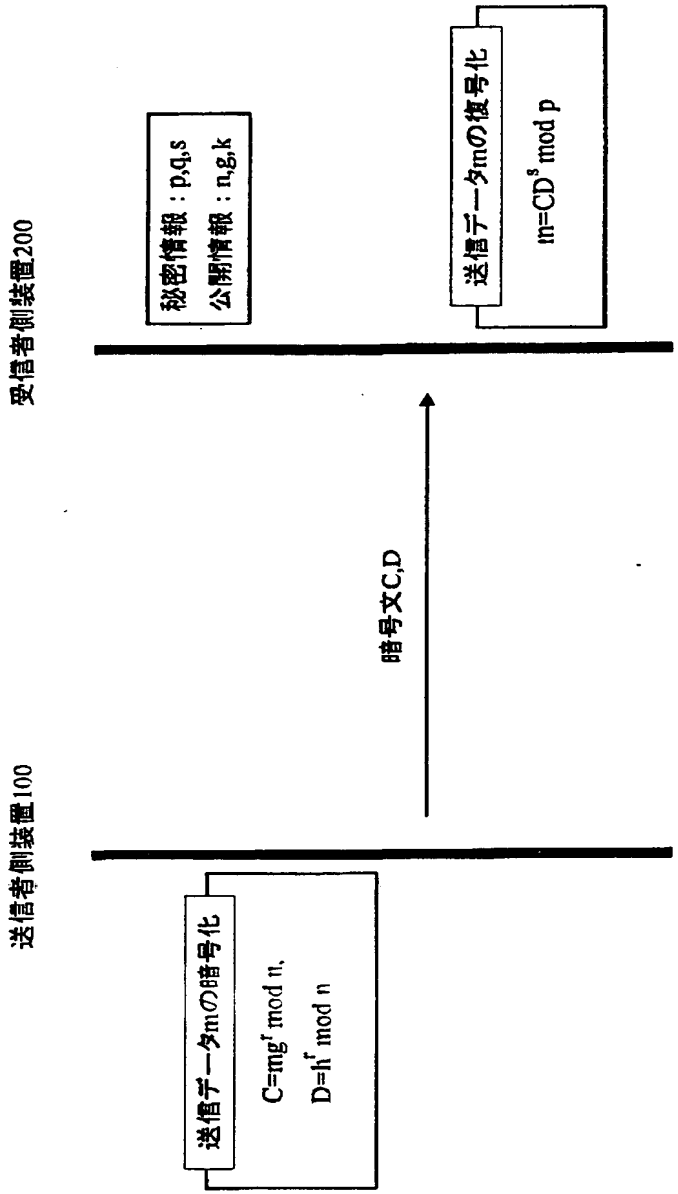 送信者側装置100
受信者側装置200
送信データmの暗号化
C=mg^r mod n,
D=h^r mod n
暗号文C,D
秘密情報：p,q,s
公開情報：n,g,k
送信データmの復号化
m=CD^s mod p